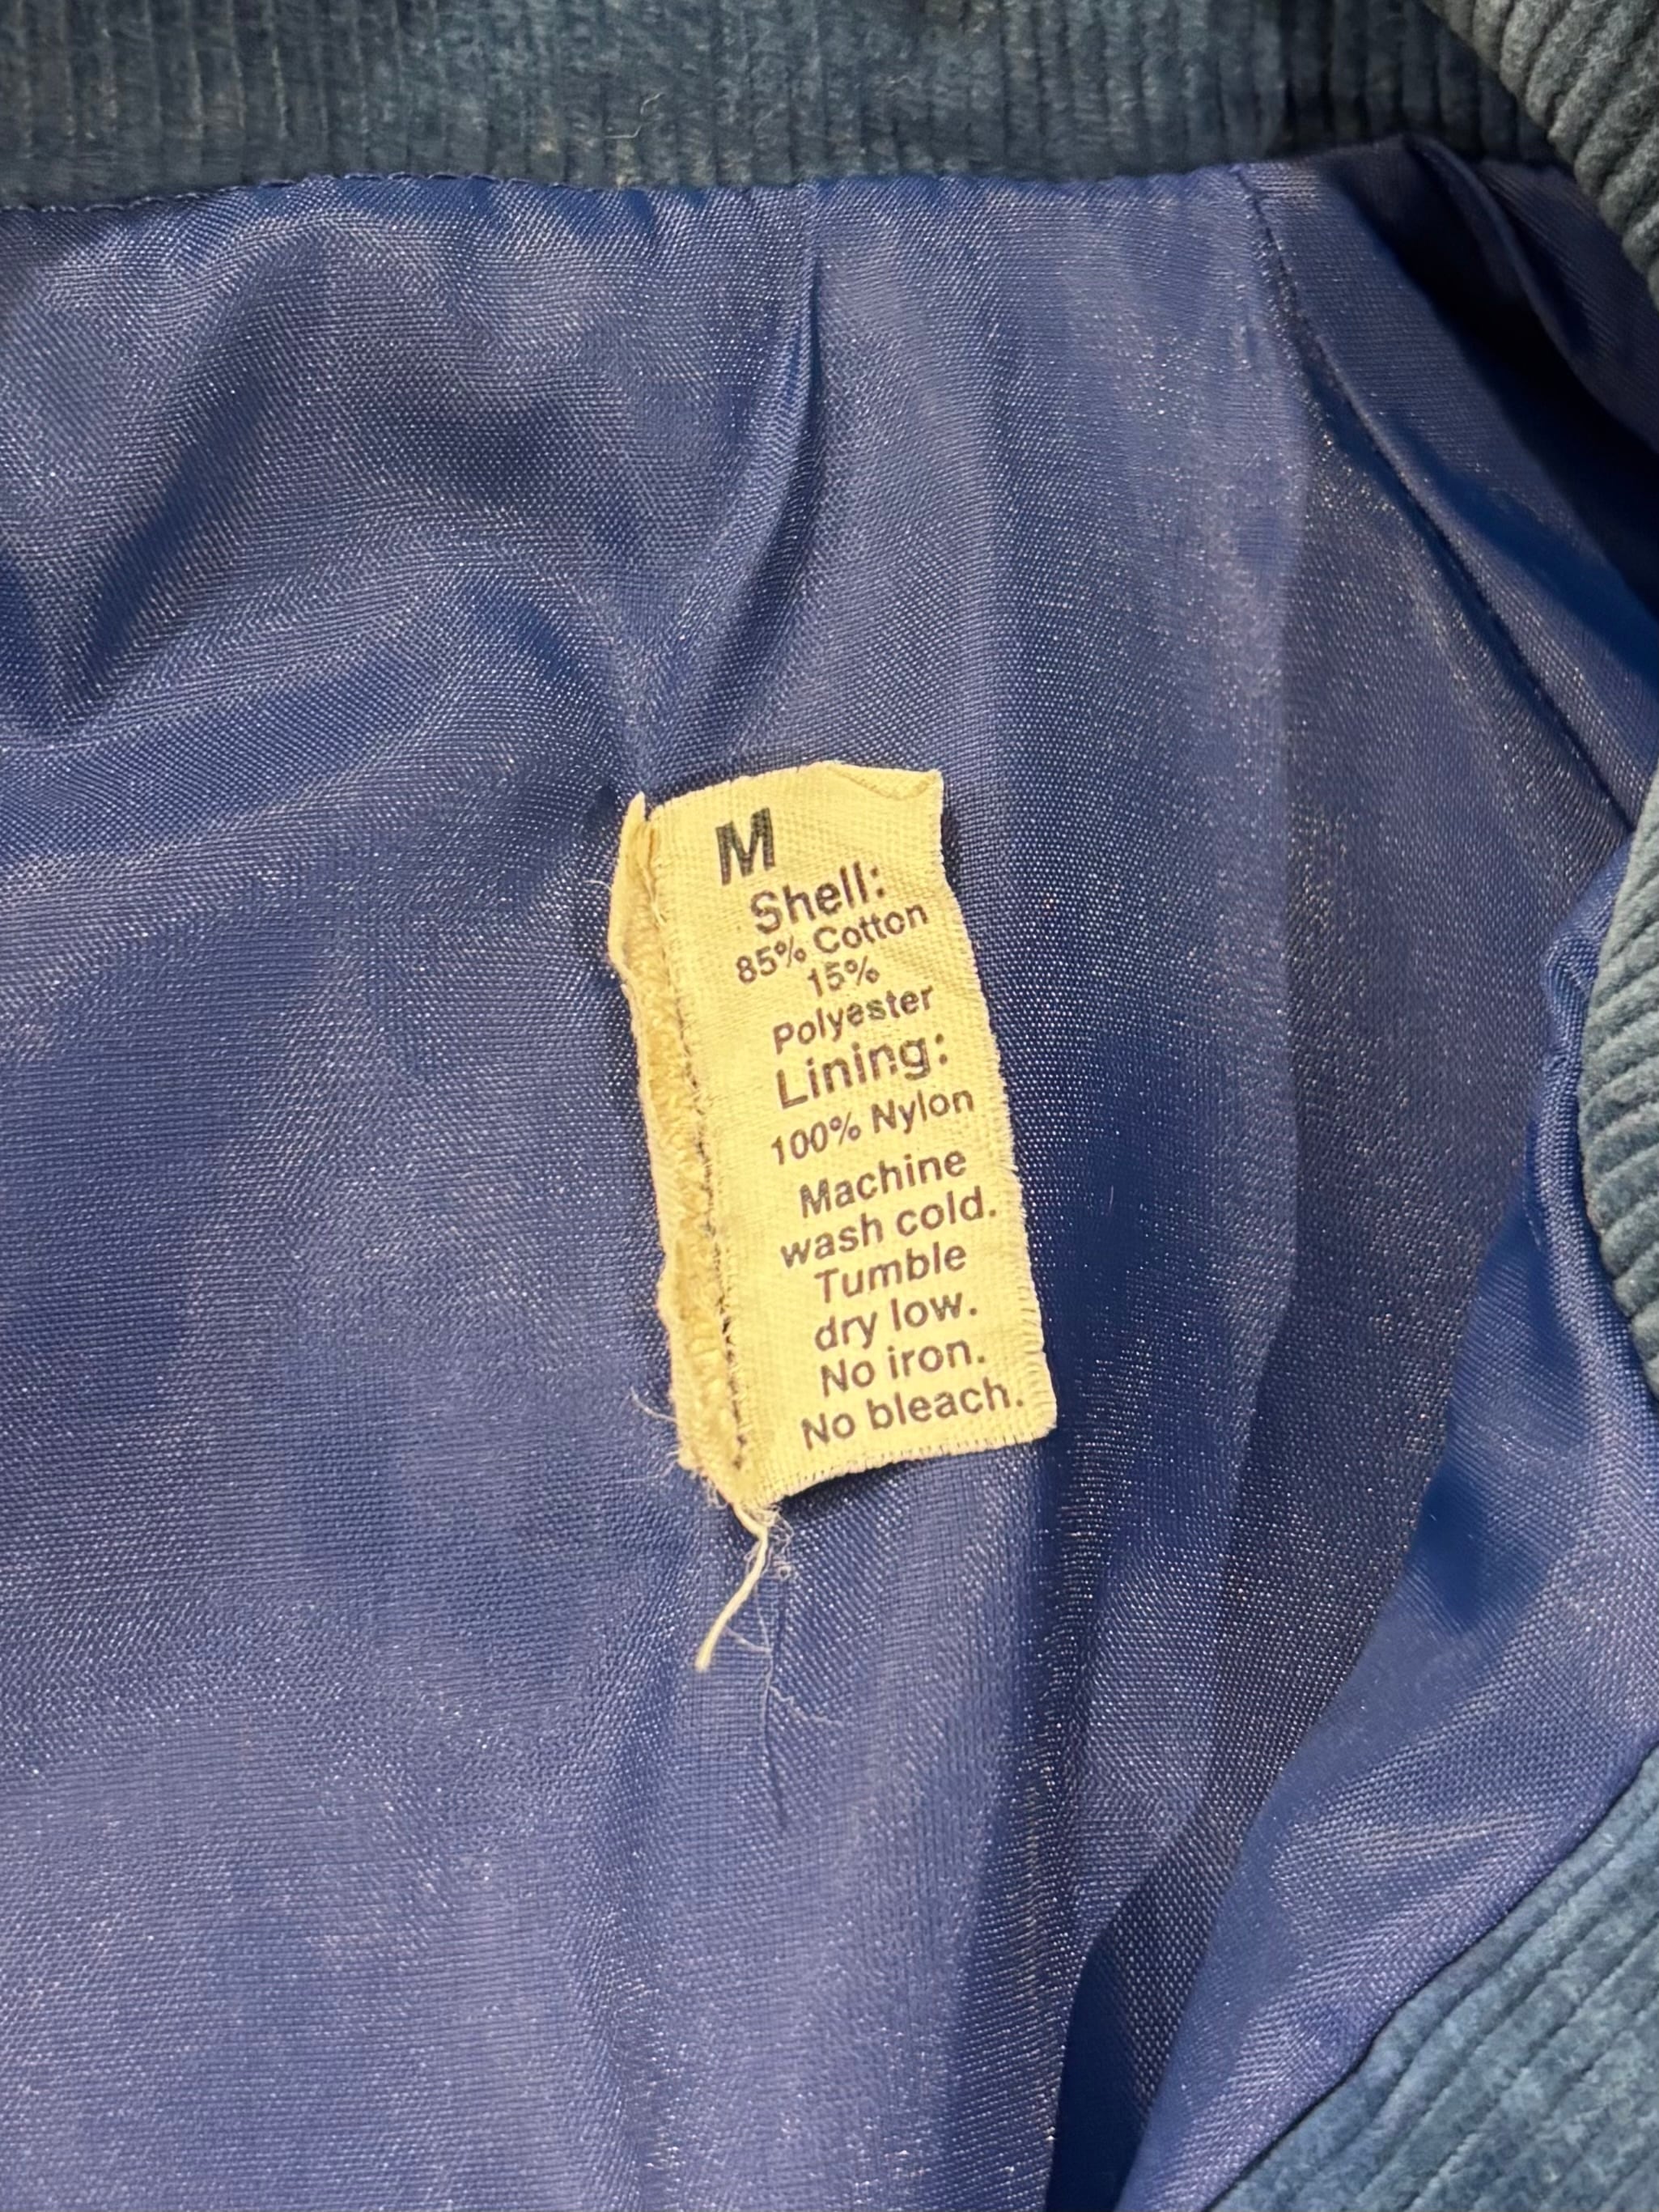 M
Shell:
85% Cotton
15%
Polyester
Lining:
100% Nylon
Machine
wash cold.
Tumble
dry low.
No iron.
No bleach.